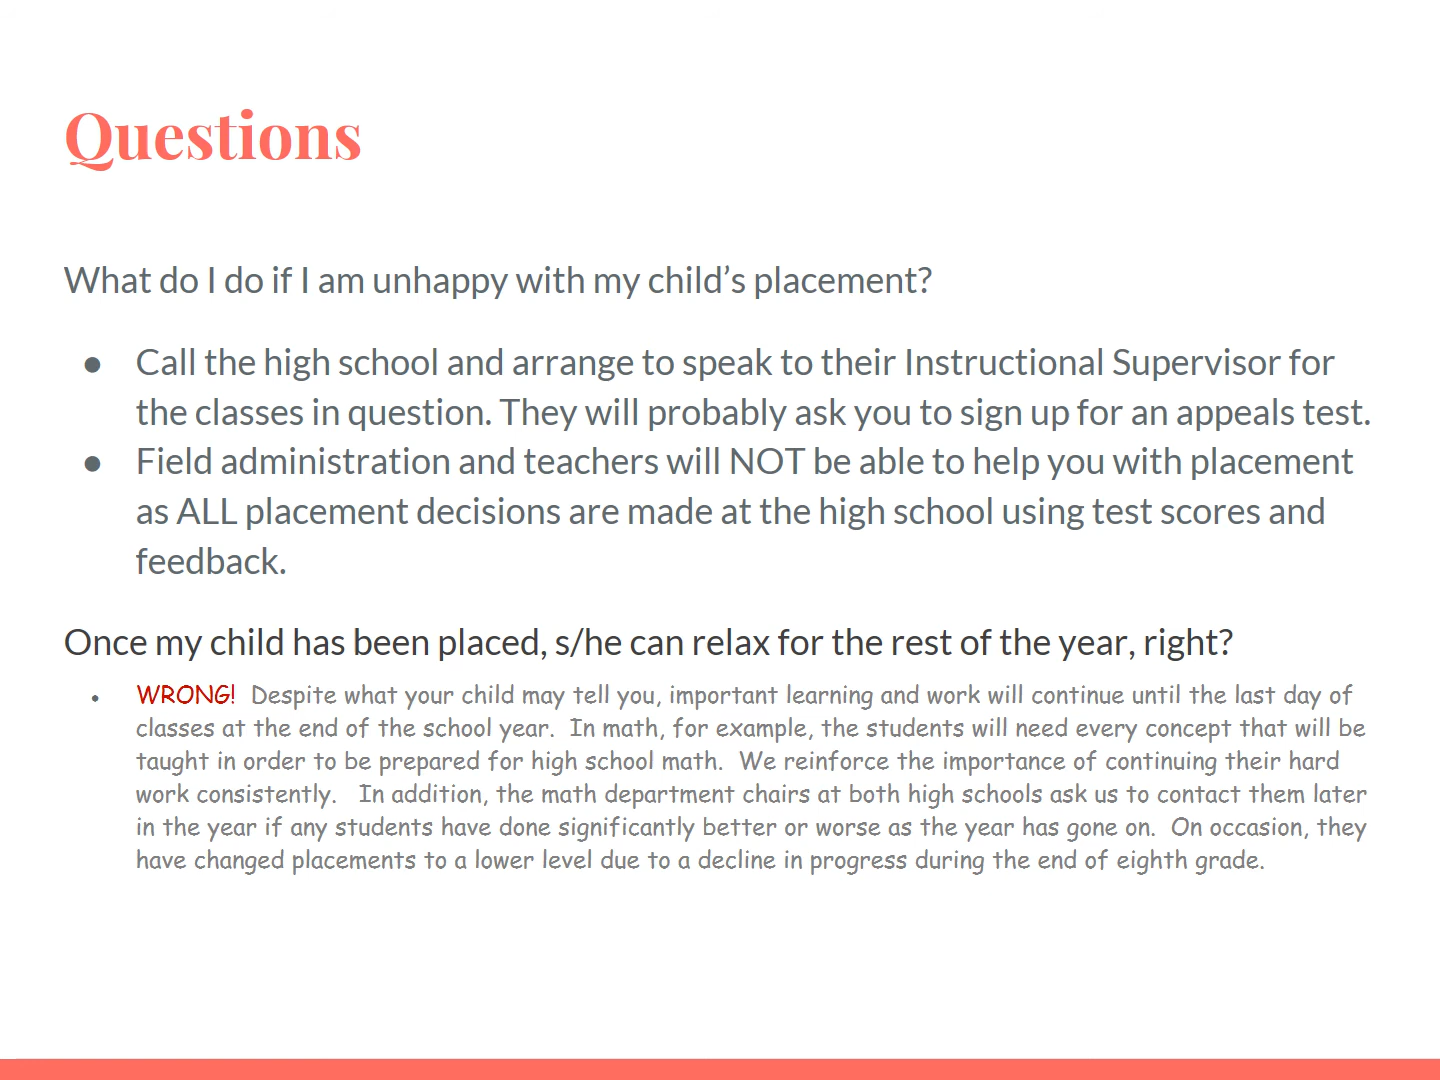 Questions
What do I do if I am unhappy with my child’s placement?
● Call the high school and arrange to speak to their Instructional Supervisor for
the classes in question. They will probably ask you to sign up for an appeals test.
● Field administration and teachers will NOT be able to help you with placement
as ALL placement decisions are made at the high school using test scores and
feedback.
Once my child has been placed, s/he can relax for the rest of the year, right?
• WRONG!  Despite what your child may tell you, important learning and work will continue until the last day of
classes at the end of the school year.  In math, for example, the students will need every concept that will be
taught in order to be prepared for high school math.  We reinforce the importance of continuing their hard
work consistently.   In addition, the math department chairs at both high schools ask us to contact them later
in the year if any students have done significantly better or worse as the year has gone on.  On occasion, they
have changed placements to a lower level due to a decline in progress during the end of eighth grade.